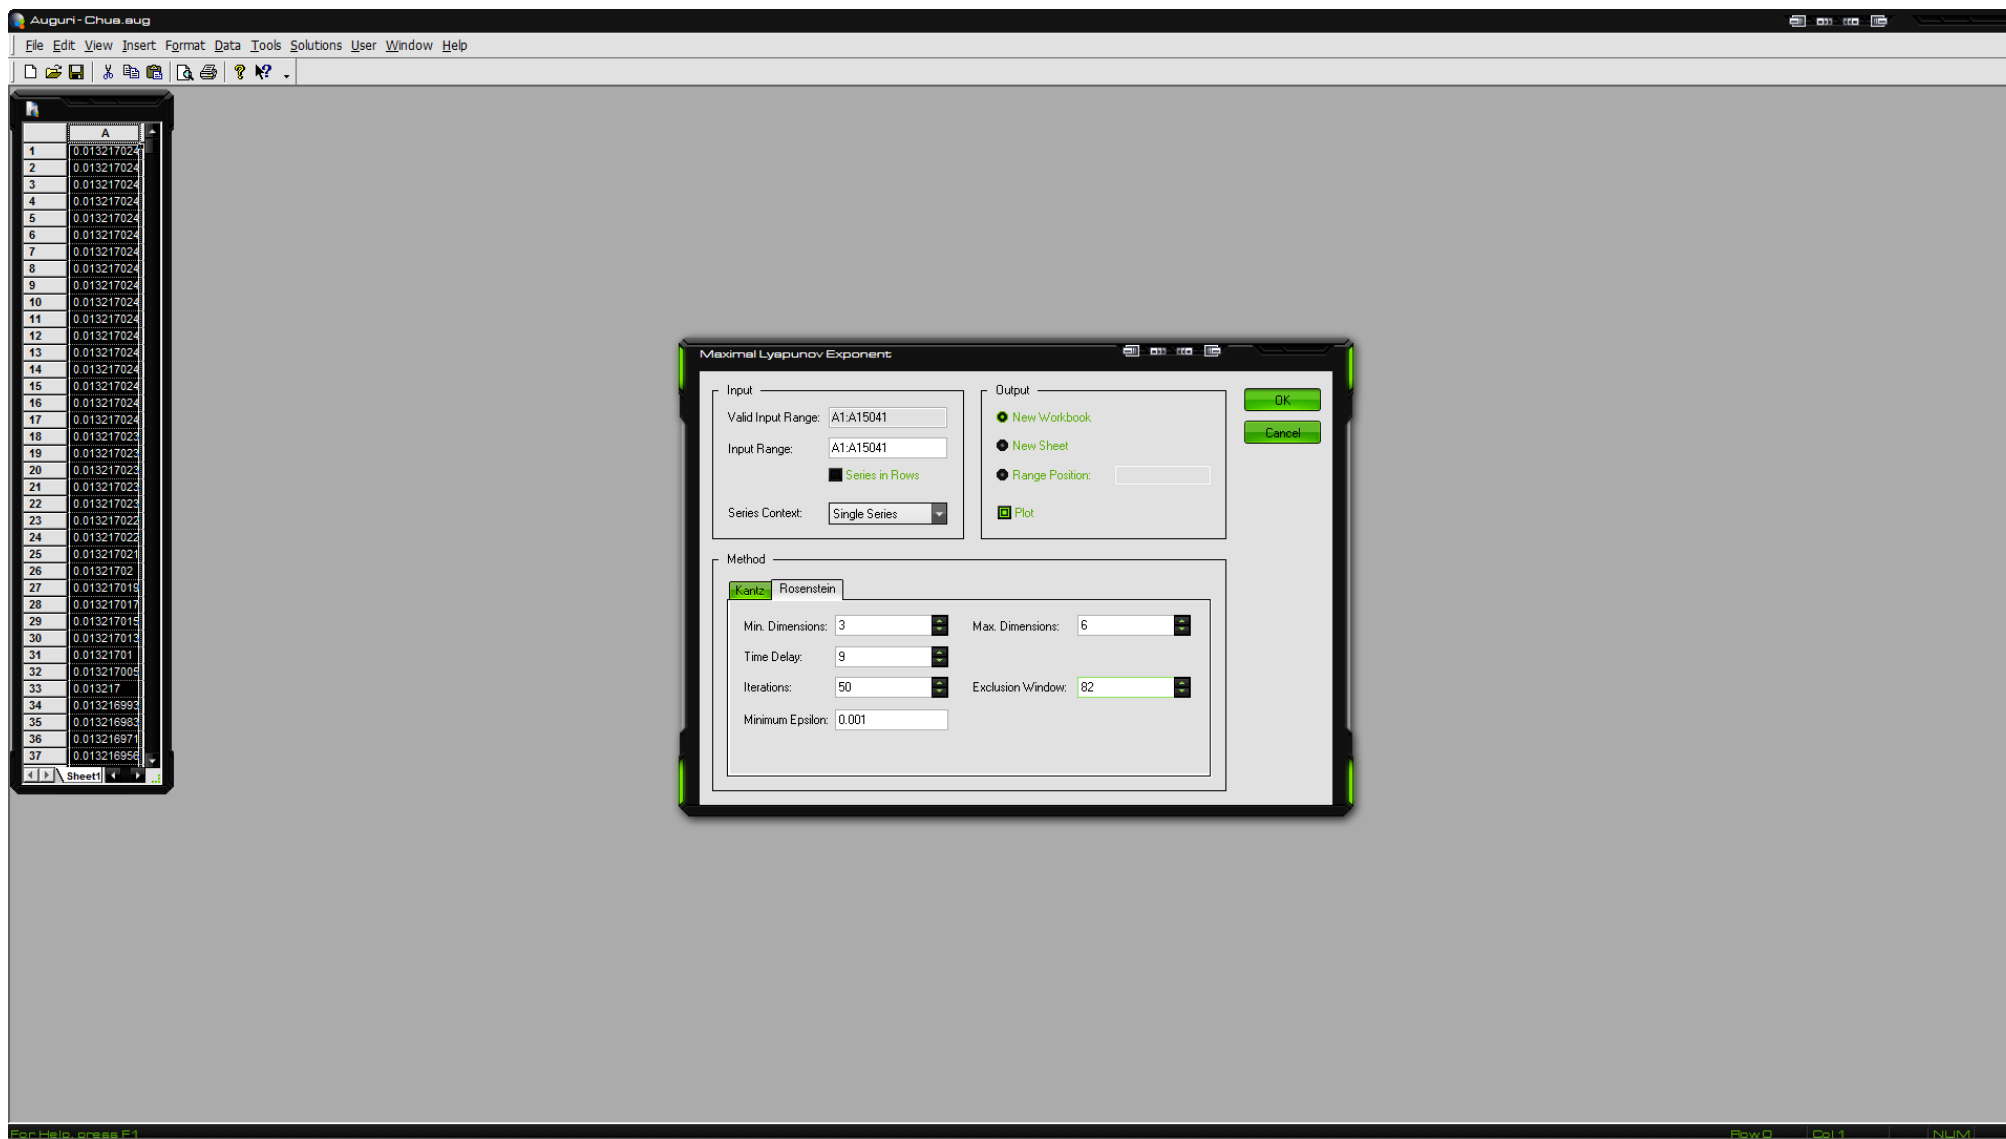 Auguri - Chua.aug
File Edit View Insert Format Data Tools Solutions User Window Help
A
1 0.013217024
2 0.013217024
3 0.013217024
4 0.013217024
5 0.013217024
6 0.013217024
7 0.013217024
8 0.013217024
9 0.013217024
10 0.013217024
11 0.013217024
12 0.013217024
13 0.013217024
14 0.013217024
15 0.013217024
16 0.013217024
17 0.013217024
18 0.013217023
19 0.013217023
20 0.013217023
21 0.013217023
22 0.013217023
23 0.013217022
24 0.013217022
25 0.013217021
26 0.01321702
27 0.013217019
28 0.013217017
29 0.013217015
30 0.013217013
31 0.01321701
32 0.013217005
33 0.013217
34 0.013216993
35 0.013216983
36 0.013216971
37 0.013216956
Sheet1
Maximal Lyapunov Exponent
Input
Valid Input Range: A1:A15041
Input Range: A1:A15041
Series in Rows
Series Context: Single Series
Output
New Workbook
New Sheet
Range Position:
Plot
OK
Cancel
Method
Kantz Rosenstein
Min. Dimensions: 3 Max. Dimensions: 6
Time Delay: 9
Iterations: 50 Exclusion Window: 82
Minimum Epsilon: 0.001
For Help, press F1
Row 0 Col 1 NUM